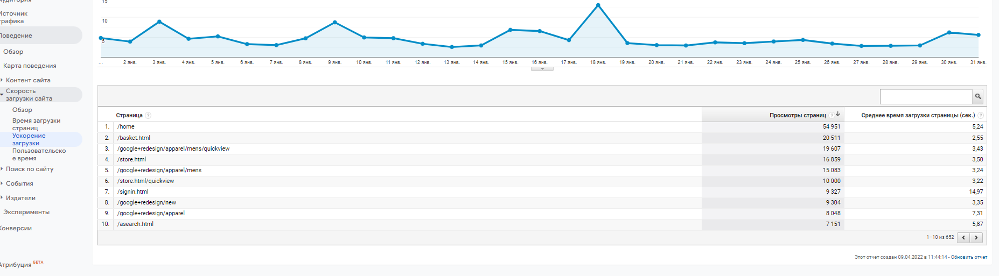 Аудитория
Источник
трафика
Поведение
Обзор
Карта поведения
Контент сайта
Скорость
загрузки сайта
Обзор
Время загрузки
страниц
Ускорение
загрузки
Пользовательско
е время
Поиск по сайту
События
Издатели
Эксперименты
Конверсии
Атрибуция БЕТА
15
10
5
... 2 янв. 3 янв. 4 янв. 5 янв. 6 янв. 7 янв. 8 янв. 9 янв. 10 янв. 11 янв. 12 янв. 13 янв. 14 янв. 15 янв. 16 янв. 17 янв. 18 янв. 19 янв. 20 янв. 21 янв. 22 янв. 23 янв. 24 янв. 25 янв. 26 янв. 27 янв. 28 янв. 29 янв. 30 янв. 31 янв.
Страница ? Просмотры страниц ? Среднее время загрузки страницы (сек.) ?
1. /home 54 951 5,24
2. /basket.html 20 511 2,55
3. /google+redesign/apparel/mens/quickview 19 607 3,43
4. /store.html 16 859 3,50
5. /google+redesign/apparel/mens 15 083 3,24
6. /store.html/quickview 10 000 3,22
7. /signin.html 9 327 14,97
8. /google+redesign/new 9 304 3,35
9. /google+redesign/apparel 8 048 7,31
10. /asearch.html 7 151 5,87
1–10 из 652
Этот отчет создан 09.04.2022 в 11:44:14 - Обновить отчет